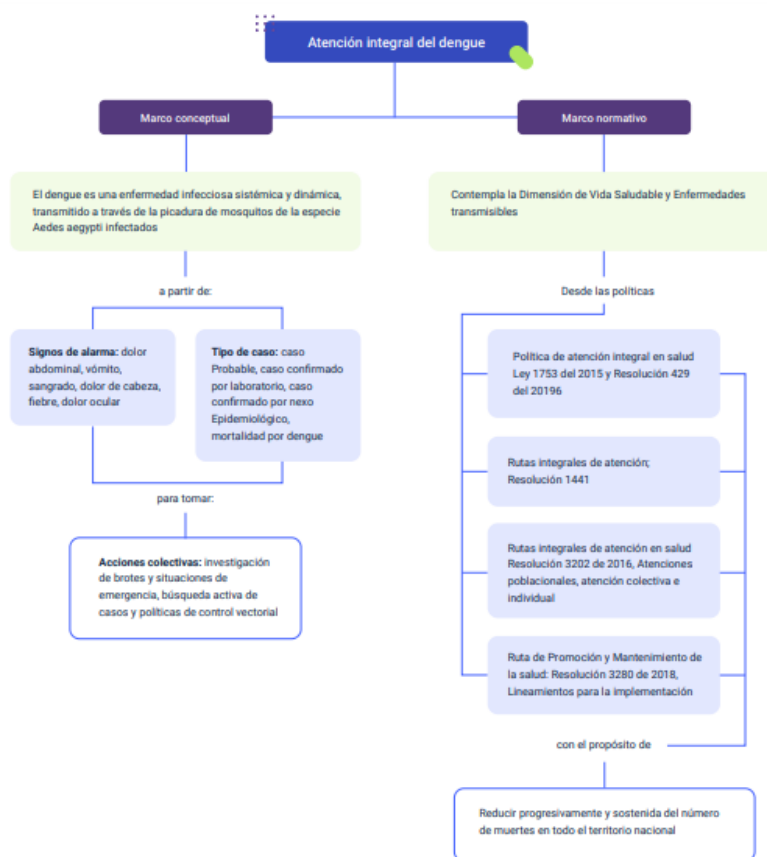 Atención integral del dengue
Marco conceptual
Marco normativo
El dengue es una enfermedad infecciosa sistémica y dinámica,
transmitido a través de la picadura de mosquitos de la especie
Aedes aegypti infectados
Contempla la Dimensión de Vida Saludable y Enfermedades
transmisibles
a partir de:
Desde las políticas
Signos de alarma: dolor
abdominal, vómito,
sangrado, dolor de cabeza,
fiebre, dolor ocular
Tipo de caso: caso
Probable, caso confirmado
por laboratorio, caso
confirmado por nexo
Epidemiológico,
mortalidad por dengue
para tomar:
Acciones colectivas: investigación
de brotes y situaciones de
emergencia, búsqueda activa de
casos y políticas de control vectorial
Política de atención integral en salud
Ley 1753 del 2015 y Resolución 429
del 20196
Rutas integrales de atención;
Resolución 1441
Rutas integrales de atención en salud
Resolución 3202 de 2016, Atenciones
poblacionales, atención colectiva e
individual
Ruta de Promoción y Mantenimiento de
la salud: Resolución 3280 de 2018,
Lineamientos para la implementación
con el propósito de
Reducir progresivamente y sostenida del número
de muertes en todo el territorio nacional